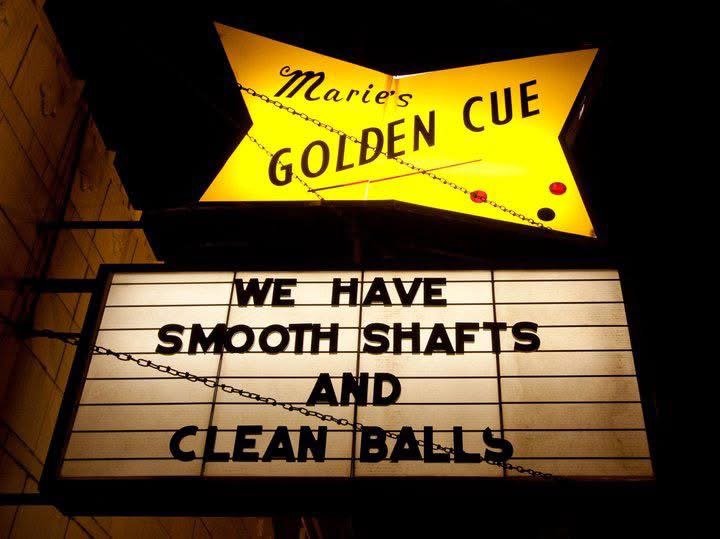 Marie's
GOLDEN CUE
WE HAVE
SMOOTH SHAFTS
AND
CLEAN BALLS